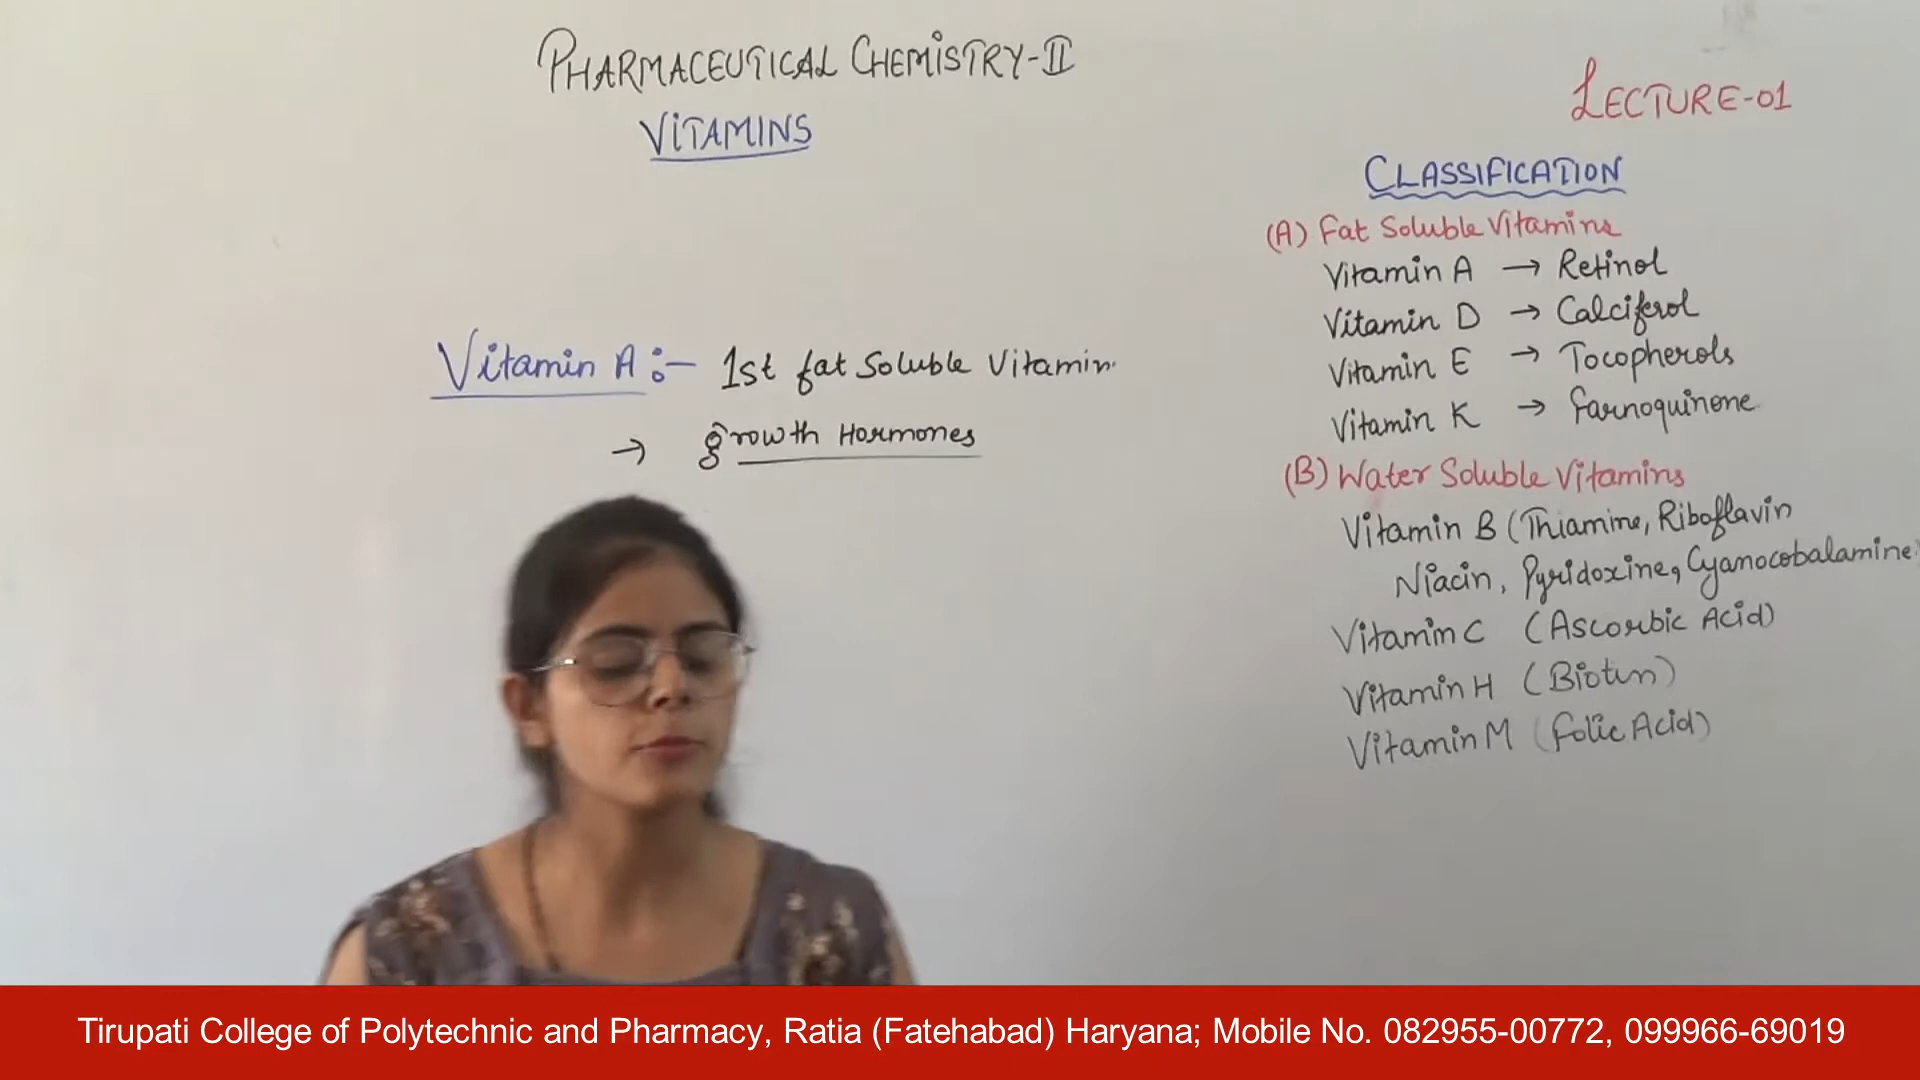 PHARMACEUTICAL CHEMISTRY-II
VITAMINS
LECTURE-01
Vitamin A :- 1st fat Soluble Vitamin
→ growth Hormones
CLASSIFICATION
(A) Fat Soluble Vitamins
Vitamin A → Retinol
Vitamin D → Calciferol
Vitamin E → Tocopherols
Vitamin K → Farnoquinone
(B) Water Soluble Vitamins
Vitamin B (Thiamine, Riboflavin
Niacin, Pyridoxine, Cyanocobalamine)
Vitamin C (Ascorbic Acid)
Vitamin H (Biotin)
Vitamin M (Folic Acid)
Tirupati College of Polytechnic and Pharmacy, Ratia (Fatehabad) Haryana; Mobile No. 082955-00772, 099966-69019